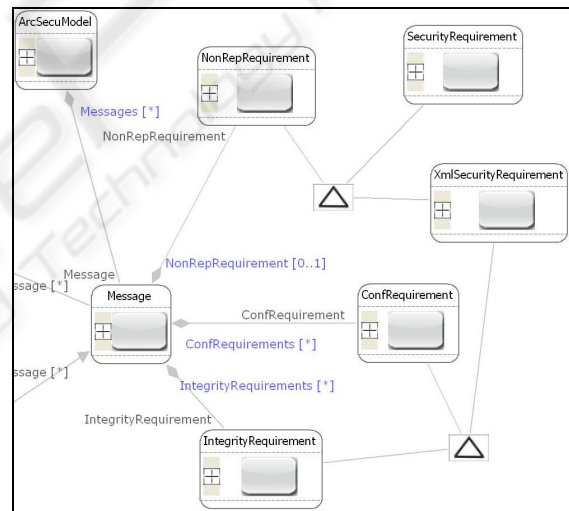 ArcSecuModel
SecurityRequirement
NonRepRequirement
Messages [*]
NonRepRequirement
XmlSecurityRequirement
NonRepRequirement [0..1]
Message
ssage [*]
Message
ConfRequirement
ConfRequirement
ConfRequirements [*]
ssage [*]
IntegrityRequirements [*]
IntegrityRequirement
IntegrityRequirement